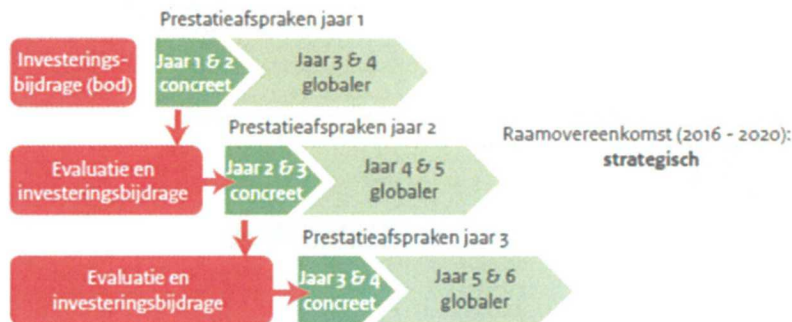 Prestatieafspraken jaar 1
Investerings-
bijdrage (bod)
Jaar 1 & 2
concreet
Jaar 3 & 4
globaler
Prestatieafspraken jaar 2
Raamovereenkomst (2016 - 2020):
strategisch
Evaluatie en
investeringsbijdrage
Jaar 2 & 3
concreet
Jaar 4 & 5
globaler
Prestatieafspraken jaar 3
Evaluatie en
investeringsbijdrage
Jaar 3 & 4
concreet
Jaar 5 & 6
globaler